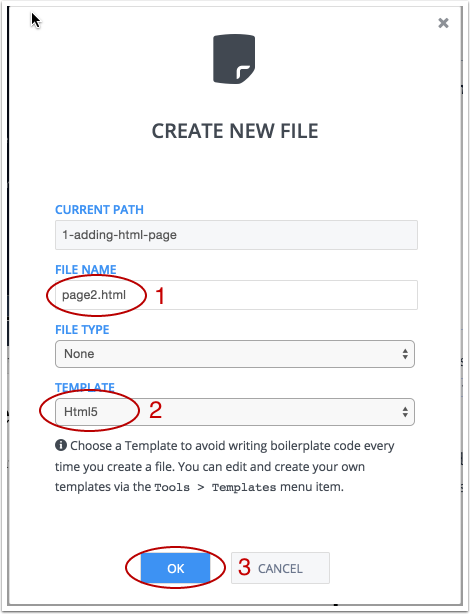 CREATE NEW FILE
CURRENT PATH
1-adding-html-page
FILE NAME
page2.html 1
FILE TYPE
None
TEMPLATE
Html5 2
Choose a Template to avoid writing boilerplate code every
time you create a file. You can edit and create your own
templates via the Tools > Templates menu item.
OK 3 CANCEL